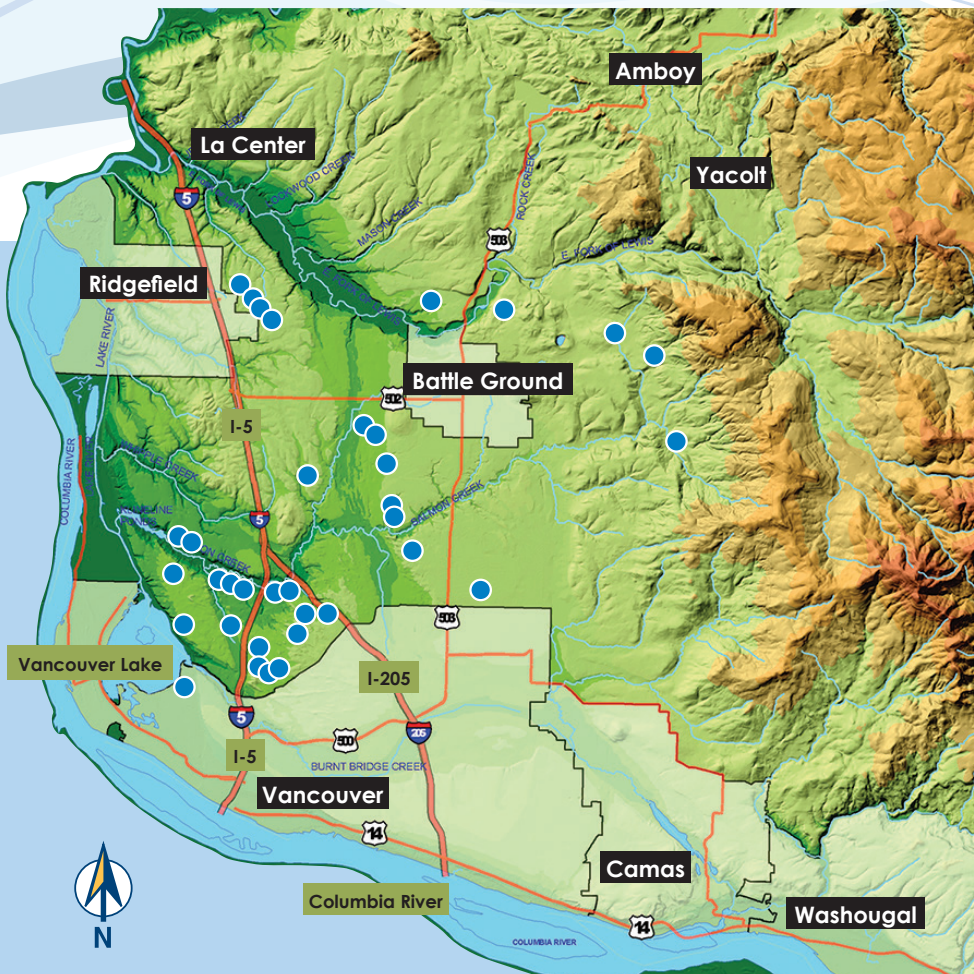 Amboy
La Center
LOCKWOOD CREEK
Yacolt
5
MASON CREEK
ROCK CREEK
503
E. FORK OF LEWIS
Ridgefield
LAKE RIVER
Battle Ground
502
I-5
COLUMBIA RIVER
SALMON CREEK
5
503
Vancouver Lake
I-205
5
205
500
I-5
BURNT BRIDGE CREEK
Vancouver
14
Camas
Columbia River
Washougal
14
N
COLUMBIA RIVER